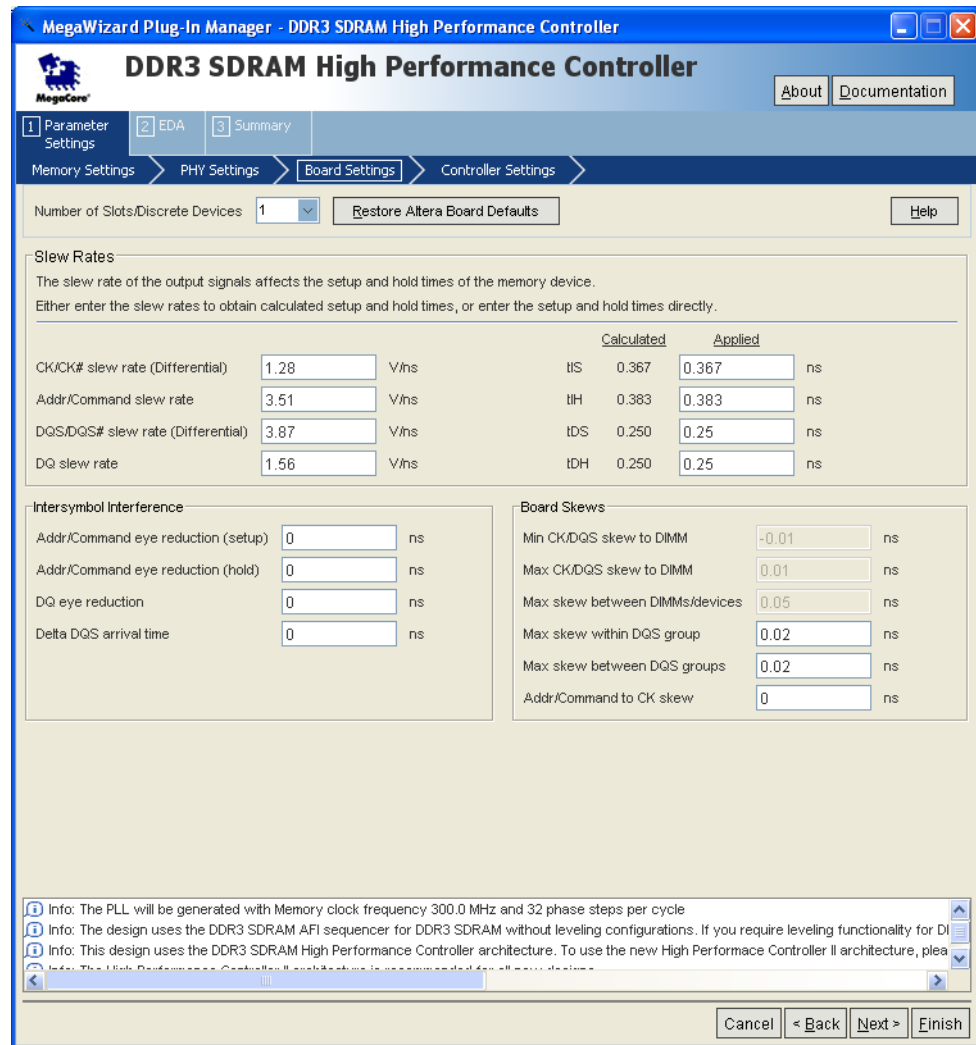 MegaWizard Plug-In Manager - DDR3 SDRAM High Performance Controller
MegaCore®
DDR3 SDRAM High Performance Controller
About Documentation
1 Parameter Settings
2 EDA
3 Summary
Memory Settings PHY Settings Board Settings Controller Settings
Number of Slots/Discrete Devices 1 Restore Altera Board Defaults Help
Slew Rates
The slew rate of the output signals affects the setup and hold times of the memory device.
Either enter the slew rates to obtain calculated setup and hold times, or enter the setup and hold times directly.
Calculated Applied
CK/CK# slew rate (Differential) 1.28 V/ns tIS 0.367 0.367 ns
Addr/Command slew rate 3.51 V/ns tIH 0.383 0.383 ns
DQS/DQS# slew rate (Differential) 3.87 V/ns tDS 0.250 0.25 ns
DQ slew rate 1.56 V/ns tDH 0.250 0.25 ns
Intersymbol Interference
Addr/Command eye reduction (setup) 0 ns
Addr/Command eye reduction (hold) 0 ns
DQ eye reduction 0 ns
Delta DQS arrival time 0 ns
Board Skews
Min CK/DQS skew to DIMM -0.01 ns
Max CK/DQS skew to DIMM 0.01 ns
Max skew between DIMMs/devices 0.05 ns
Max skew within DQS group 0.02 ns
Max skew between DQS groups 0.02 ns
Addr/Command to CK skew 0 ns
Info: The PLL will be generated with Memory clock frequency 300.0 MHz and 32 phase steps per cycle
Info: The design uses the DDR3 SDRAM AFI sequencer for DDR3 SDRAM without leveling configurations. If you require leveling functionality for DI
Info: This design uses the DDR3 SDRAM High Performance Controller architecture. To use the new High Performace Controller II architecture, plea
Info: The High Performance Controller II architecture is recommended for all new designs
Cancel < Back Next > Finish